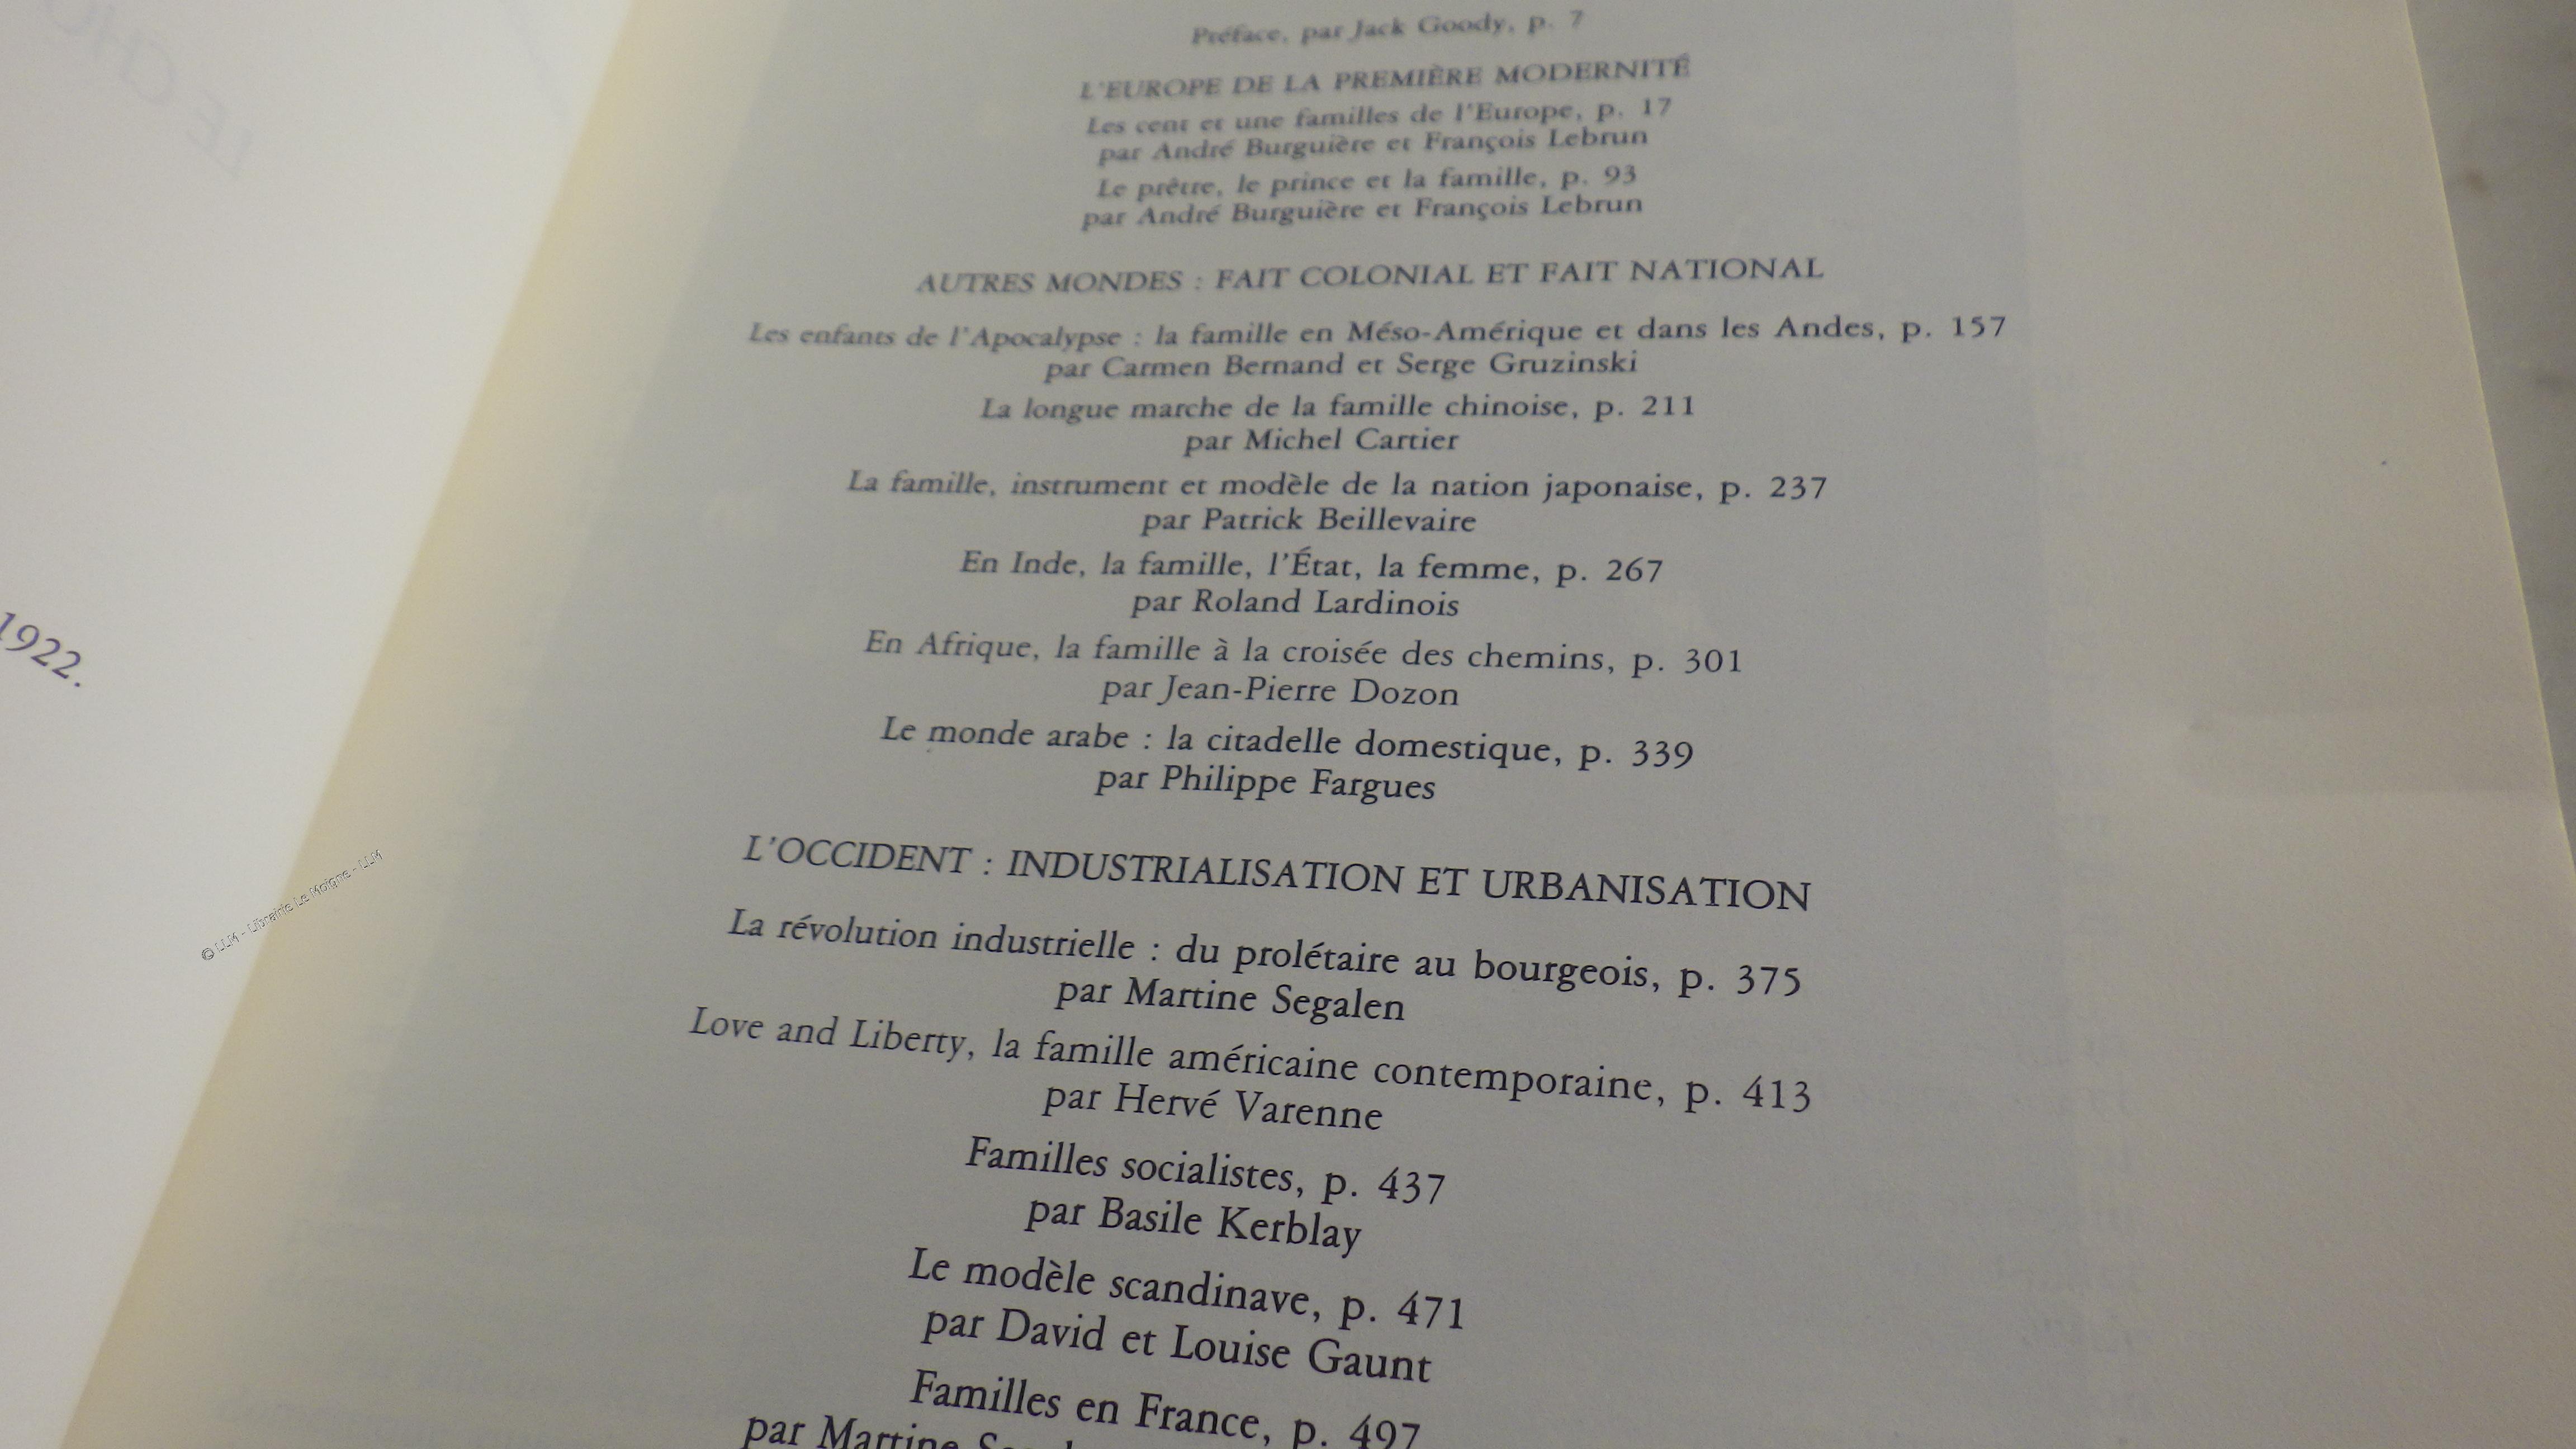 Préface, par Jack Goody, p. 7
L'EUROPE DE LA PREMIÈRE MODERNITÉ
Les cent et une familles de l'Europe, p. 17
par André Burguière et François Lebrun
Le prêtre, le prince et la famille, p. 93
par André Burguière et François Lebrun
AUTRES MONDES : FAIT COLONIAL ET FAIT NATIONAL
Les enfants de l'Apocalypse : la famille en Méso-Amérique et dans les Andes, p. 157
par Carmen Bernand et Serge Gruzinski
La longue marche de la famille chinoise, p. 211
par Michel Cartier
La famille, instrument et modèle de la nation japonaise, p. 237
par Patrick Beillevaire
En Inde, la famille, l'État, la femme, p. 267
par Roland Lardinois
En Afrique, la famille à la croisée des chemins, p. 301
par Jean-Pierre Dozon
Le monde arabe : la citadelle domestique, p. 339
par Philippe Fargues
L'OCCIDENT : INDUSTRIALISATION ET URBANISATION
La révolution industrielle : du prolétaire au bourgeois, p. 375
par Martine Segalen
Love and Liberty, la famille américaine contemporaine, p. 413
par Hervé Varenne
Familles socialistes, p. 437
par Basile Kerblay
Le modèle scandinave, p. 471
par David et Louise Gaunt
Familles en France, p. 497
par Martine
1922.
© LLM - Librairie Le Moigne - LLM